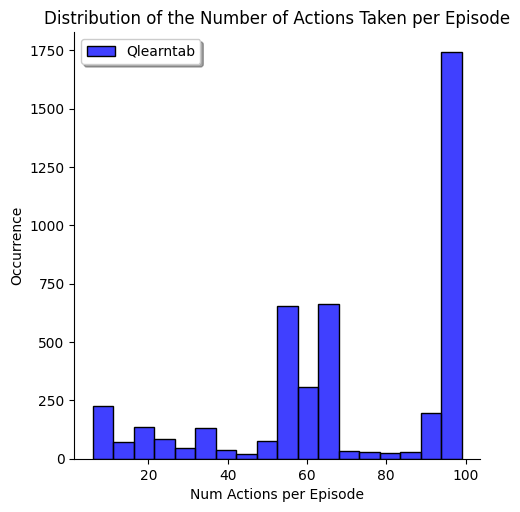 Distribution of the Number of Actions Taken per Episode
Qlearntab
1750
1500
1250
1000
750
500
250
0
Occurrence
20 40 60 80 100
Num Actions per Episode